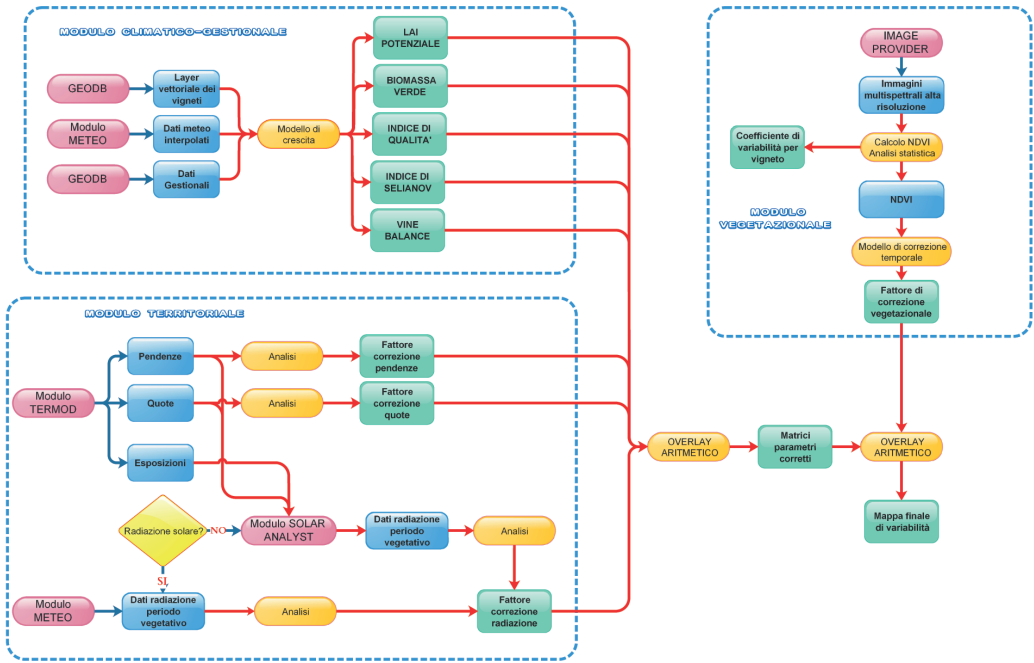 MODULO CLIMATICO-GESTIONALE
GEODB
Layer
vettoriale dei
vigneti
Modulo
METEO
Dati meteo
interpolati
GEODB
Dati
Gestionali
Modello di
crescita
LAI
POTENZIALE
BIOMASSA
VERDE
INDICE DI
QUALITA'
INDICE DI
SELIANOV
VINE
BALANCE
MODULO TERRITORIALE
Modulo
TERMOD
Pendenze
Analisi
Fattore
correzione
pendenze
Quote
Analisi
Fattore
correzione
quote
Esposizioni
Radiazione solare?
NO
Modulo SOLAR
ANALYST
Dati radiazione
periodo
vegetativo
Analisi
SI,
Modulo
METEO
Dati radiazione
periodo
vegetativo
Analisi
Fattore
correzione
radiazione
OVERLAY
ARITMETICO
Matrici
parametri
corretti
OVERLAY
ARITMETICO
Mappa finale
di variabilità
MODULO
VEGETAZIONALE
IMAGE
PROVIDER
Immagini
multispettrali alta
risoluzione
Calcolo NDVI
Analisi statistica
Coefficiente di
variabilità per
vigneto
NDVI
Modello di correzione
temporale
Fattore di
correzione
vegetazionale